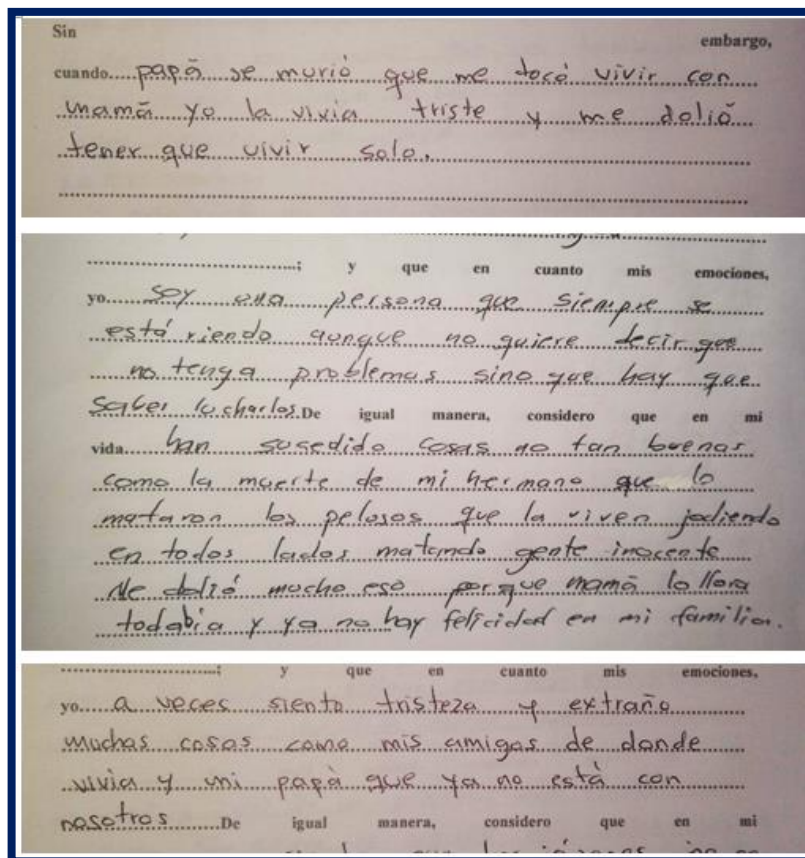 Sin embargo,
cuando papá se murió que me tocó vivir con
mamá yo la vivia triste y me dolió
tener que vivir solo.
; y que en cuanto mis emociones,
yo soy una persona que siempre se
está riendo aunque no quiere decir que
no tenga problemas sino que hay que
saber lucharlos. De igual manera, considero que en mi
vida han susedido cosas no tan buenas
como la muerte de mi hermano que lo
mataron los pelusos que la viven jodiendo
en todos lados matando gente inocente
Me dolió mucho eso porque mamá lo llora
todabía y ya no hay felicidad en mi familia.
; y que en cuanto mis emociones,
yo a veces siento tristeza y extraño
muchas cosas como mis amigos de donde
vivia y mi papà que ya no está con
nosotros De igual manera, considero que en mi